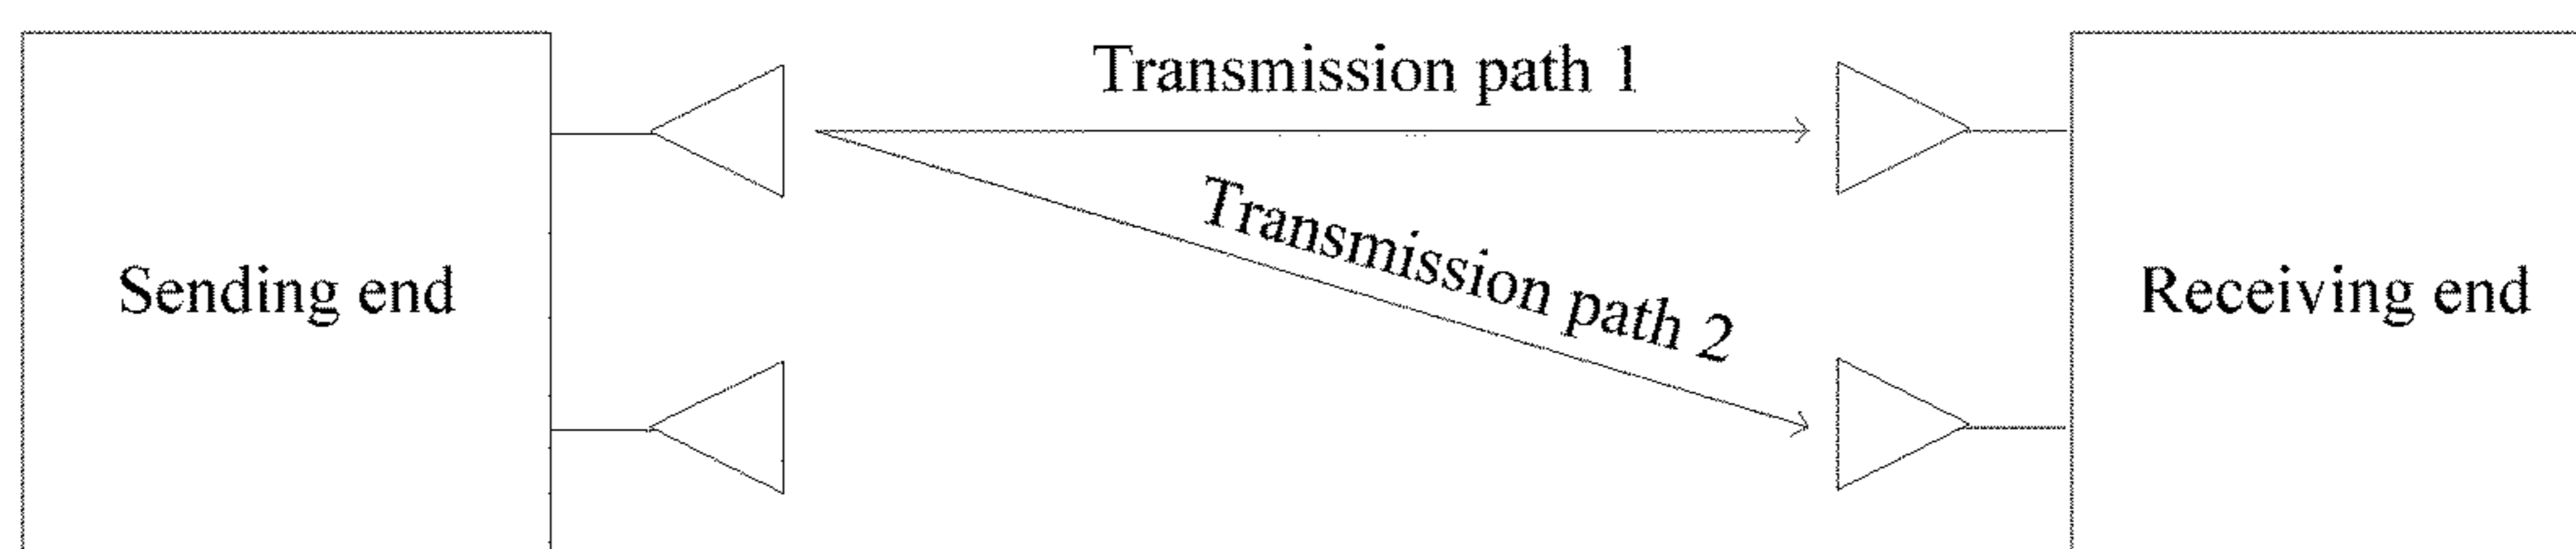 Transmission path 1
Transmission path 2
Sending end
Receiving end